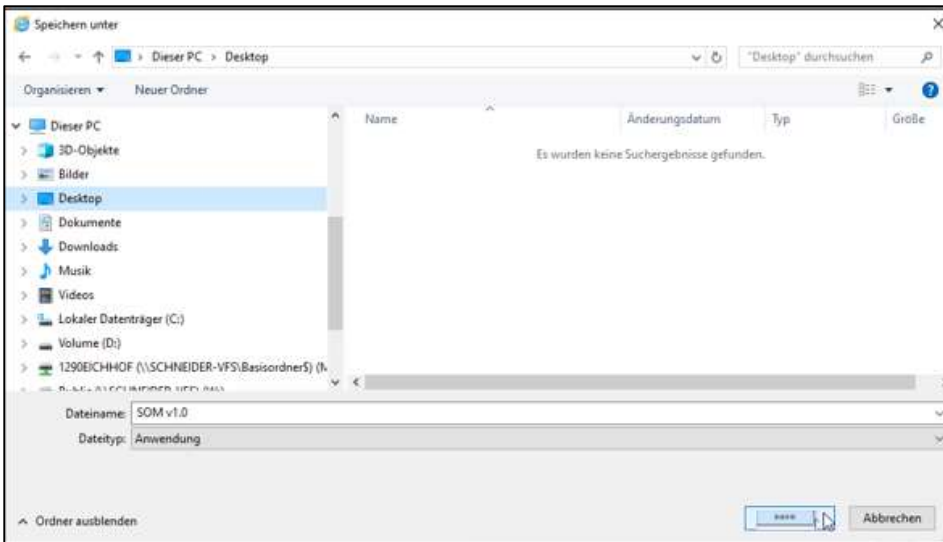 Speichern unter
Dieser PC > Desktop
"Desktop" durchsuchen
Organisieren
Neuer Ordner
Name
Änderungsdatum
Typ
Größe
Es wurden keine Suchergebnisse gefunden.
Dieser PC
3D-Objekte
Bilder
Desktop
Dokumente
Downloads
Musik
Videos
Lokaler Datenträger (C:)
Volume (D:)
1290EICHHOF (\\SCHNEIDER-VFS\Basisordner$) (
Dateiname: SOM v1.0
Dateityp: Anwendung
Ordner ausblenden
Abbrechen